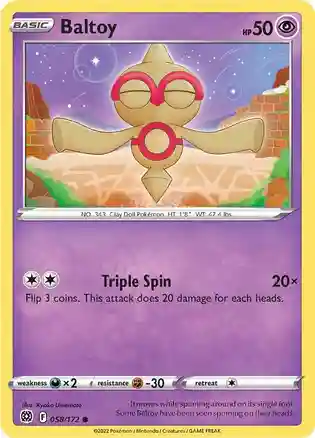 BASIC Baltoy HP50
NO. 343 Clay Doll Pokémon HT: 1'8" WT: 47.4 lbs.
Triple Spin 20×
Flip 3 coins. This attack does 20 damage for each heads.
weakness ×2 resistance -30 retreat
Illus. Kyoko Umemoto
F 058/172
It moves while spinning around on its single foot.
Some Baltoy have been seen spinning on their heads.
©2022 Pokémon / Nintendo / Creatures / GAME FREAK